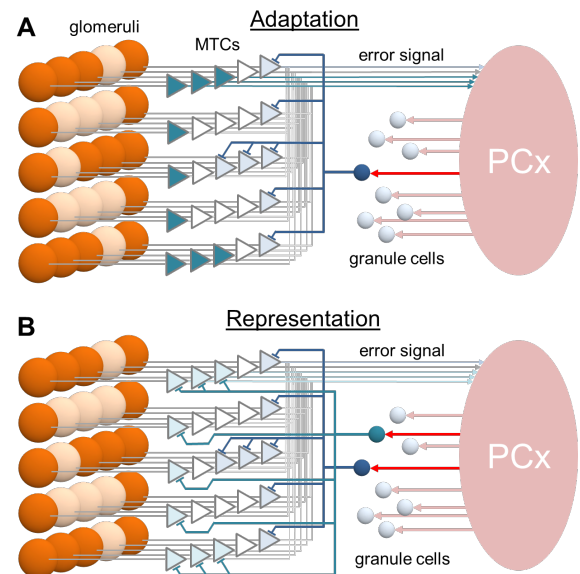 A
Adaptation
glomeruli
MTCs
error signal
PCx
granule cells
B
Representation
error signal
PCx
granule cells